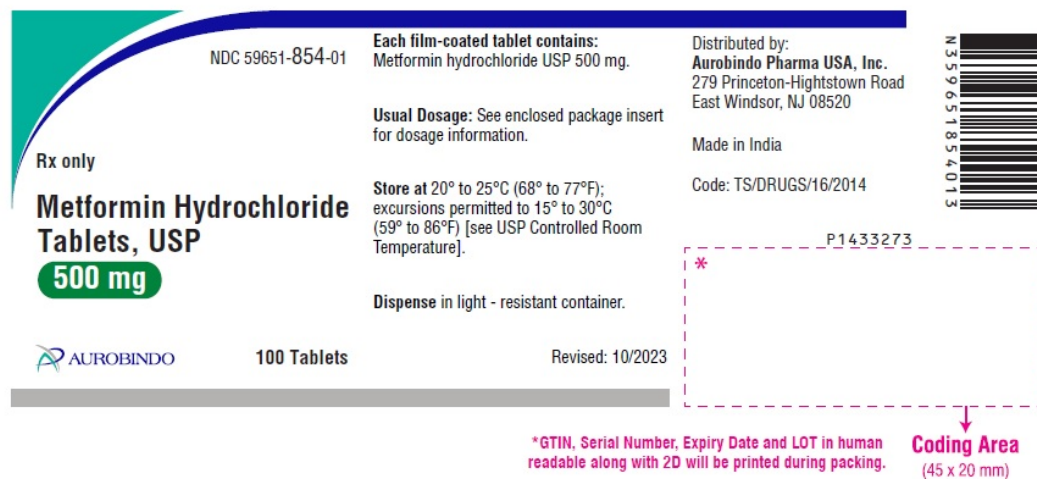 NDC 59651-854-01
Rx only
Metformin Hydrochloride
Tablets, USP
500 mg
AUROBINDO
100 Tablets
Each film-coated tablet contains:
Metformin hydrochloride USP 500 mg.
Usual Dosage: See enclosed package insert
for dosage information.
Store at 20° to 25°C (68° to 77°F);
excursions permitted to 15° to 30°C
(59° to 86°F) [see USP Controlled Room
Temperature].
Dispense in light - resistant container.
Revised: 10/2023
Distributed by:
Aurobindo Pharma USA, Inc.
279 Princeton-Hightstown Road
East Windsor, NJ 08520
Made in India
Code: TS/DRUGS/16/2014
N359651854013
P1433273
*
*GTIN, Serial Number, Expiry Date and LOT in human
readable along with 2D will be printed during packing.
Coding Area
(45 x 20 mm)